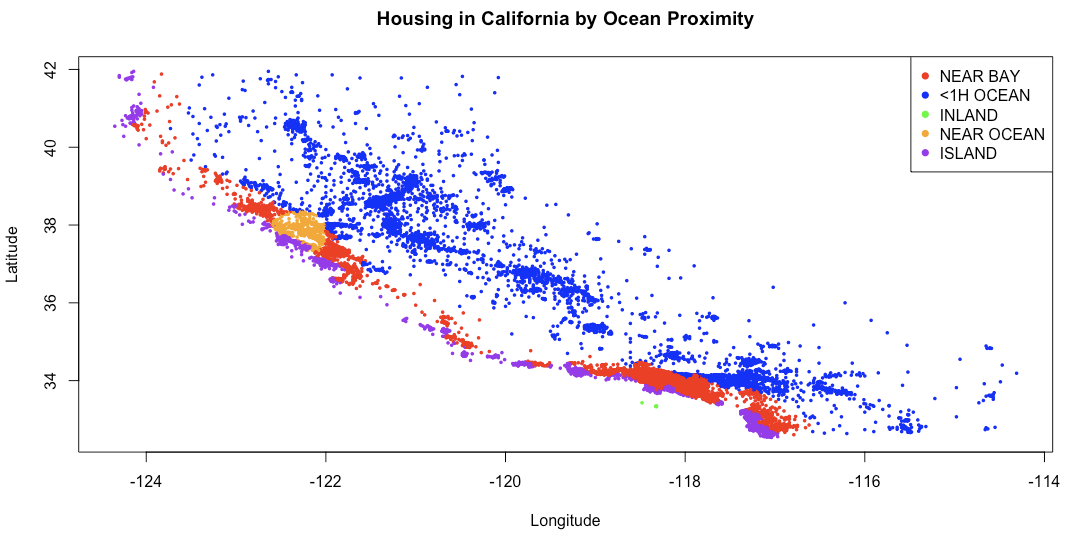 Housing in California by Ocean Proximity
42
40
38
36
34
Latitude
NEAR BAY
<1H OCEAN
INLAND
NEAR OCEAN
ISLAND
-124
-122
-120
-118
-116
-114
Longitude